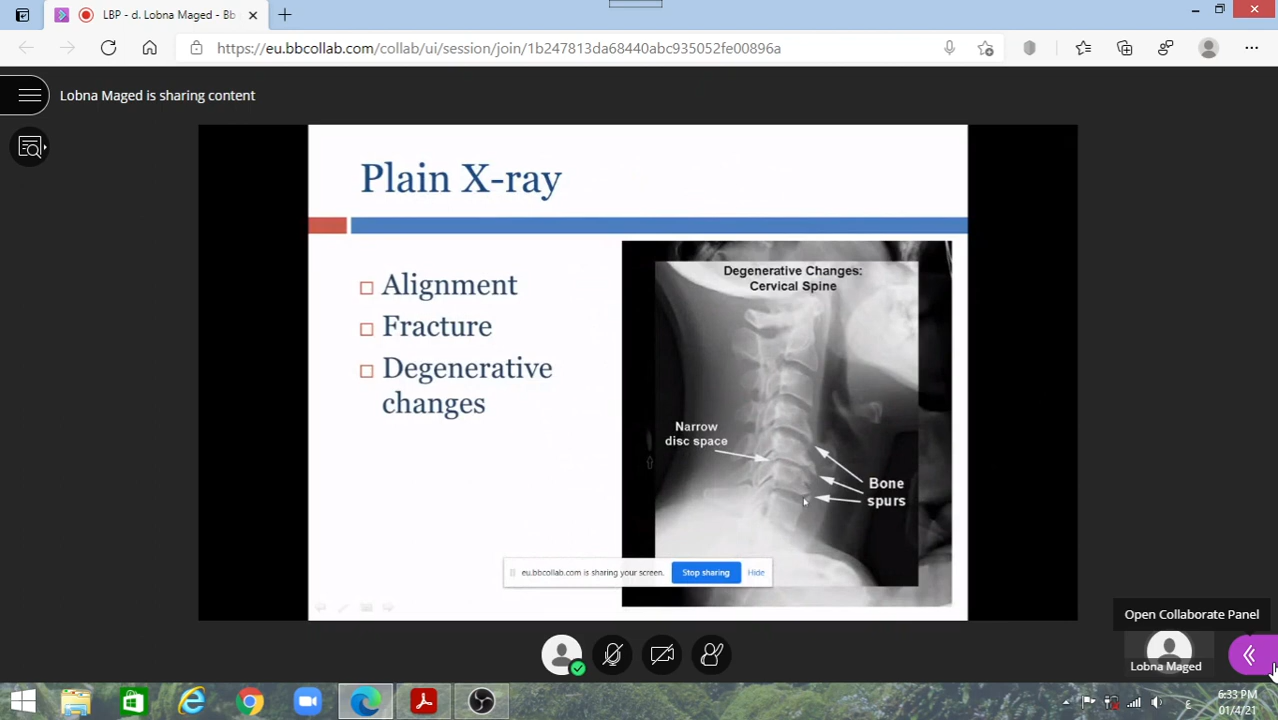 LBP - d. Lobna Maged - Bb
https://eu.bbcollab.com/collab/ui/session/join/1b247813da68440abc935052fe00896a
Lobna Maged is sharing content
Plain X-ray
Alignment
Fracture
Degenerative
changes
Degenerative Changes:
Cervical Spine
Narrow
disc space
Bone
spurs
eu.bbcollab.com is sharing your screen.
Stop sharing
Hide
Open Collaborate Panel
Lobna Maged
6:33 PM
01/4/21
ع